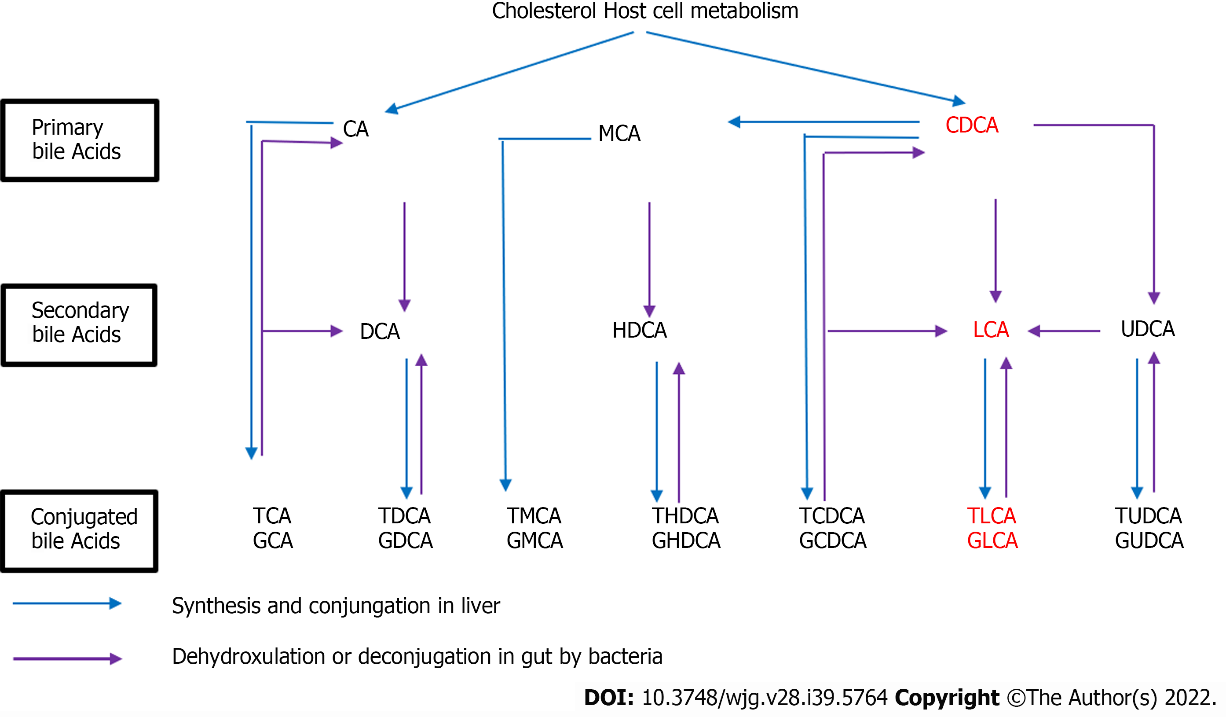 Cholesterol Host cell metabolism
Primary
bile Acids
CA
MCA
CDCA
Secondary
bile Acids
DCA
HDCA
LCA
UDCA
Conjugated
bile Acids
TCA
GCA
TDCA
GDCA
TMCA
GMCA
THDCA
GHDCA
TCDCA
GCDCA
TLCA
GLCA
TUDCA
GUDCA
Synthesis and conjungation in liver
Dehydroxulation or deconjugation in gut by bacteria
DOI: 10.3748/wjg.v28.i39.5764 Copyright ©The Author(s) 2022.